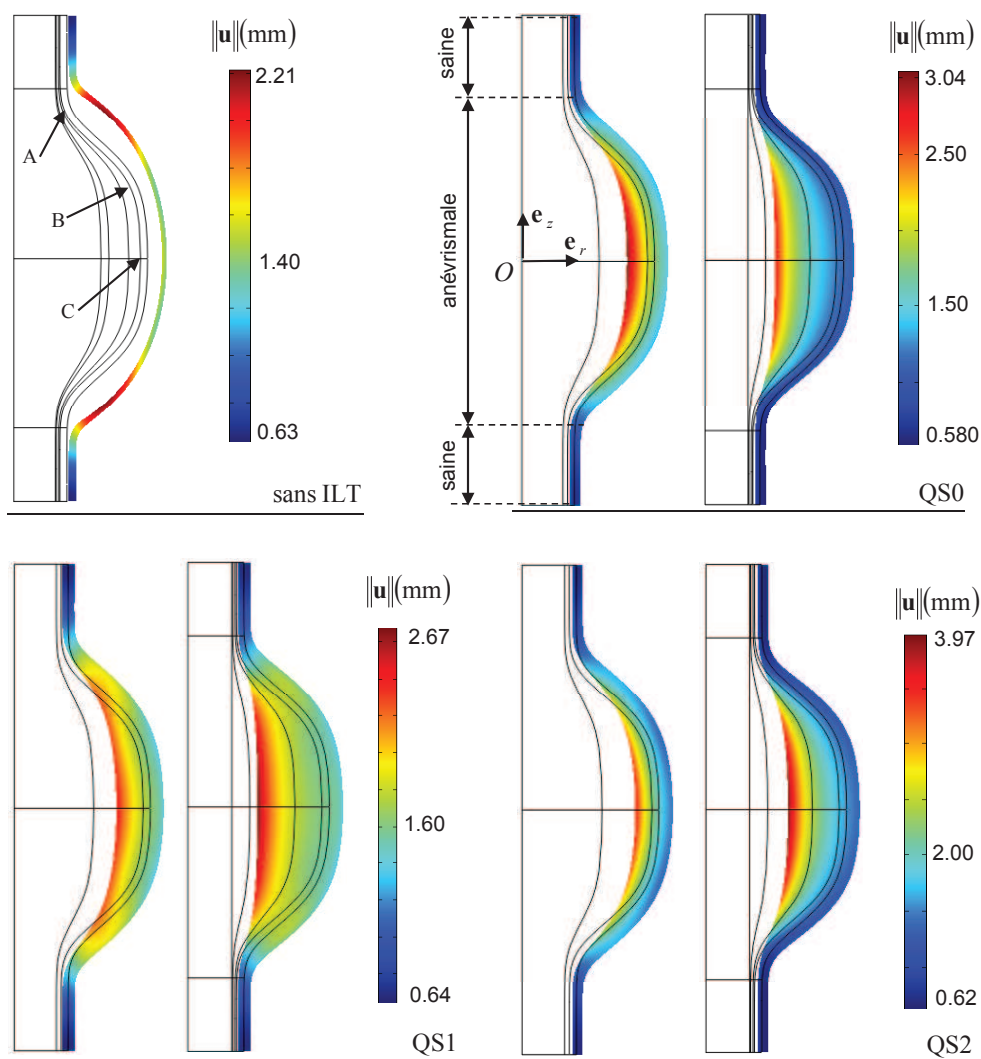 ‖u‖(mm)
2.21
1.40
0.63
A
B
C
sans ILT
saine
anévrismale
saine
e_z
e_r
O
‖u‖(mm)
3.04
2.50
1.50
0.580
QS0
‖u‖(mm)
2.67
1.60
0.64
QS1
‖u‖(mm)
3.97
2.00
0.62
QS2